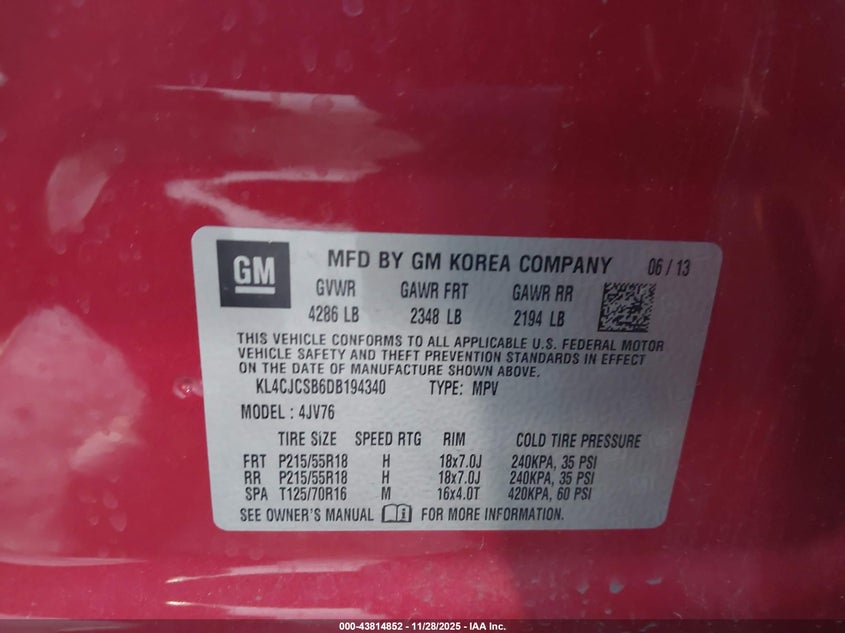 GM
MFD BY GM KOREA COMPANY 06 / 13
GVWR GAWR FRT GAWR RR
4286 LB 2348 LB 2194 LB
THIS VEHICLE CONFORMS TO ALL APPLICABLE U.S. FEDERAL MOTOR
VEHICLE SAFETY AND THEFT PREVENTION STANDARDS IN EFFECT
ON THE DATE OF MANUFACTURE SHOWN ABOVE.
KL4CJCSB6DB194340 TYPE: MPV
MODEL : 4JV76
TIRE SIZE SPEED RTG RIM COLD TIRE PRESSURE
FRT P215/55R18 H 18x7.0J 240KPA, 35 PSI
RR P215/55R18 H 18x7.0J 240KPA, 35 PSI
SPA T125/70R16 M 16x4.0T 420KPA, 60 PSI
SEE OWNER'S MANUAL FOR MORE INFORMATION.
000-43814852 | 11/28/2025 - IAA Inc.